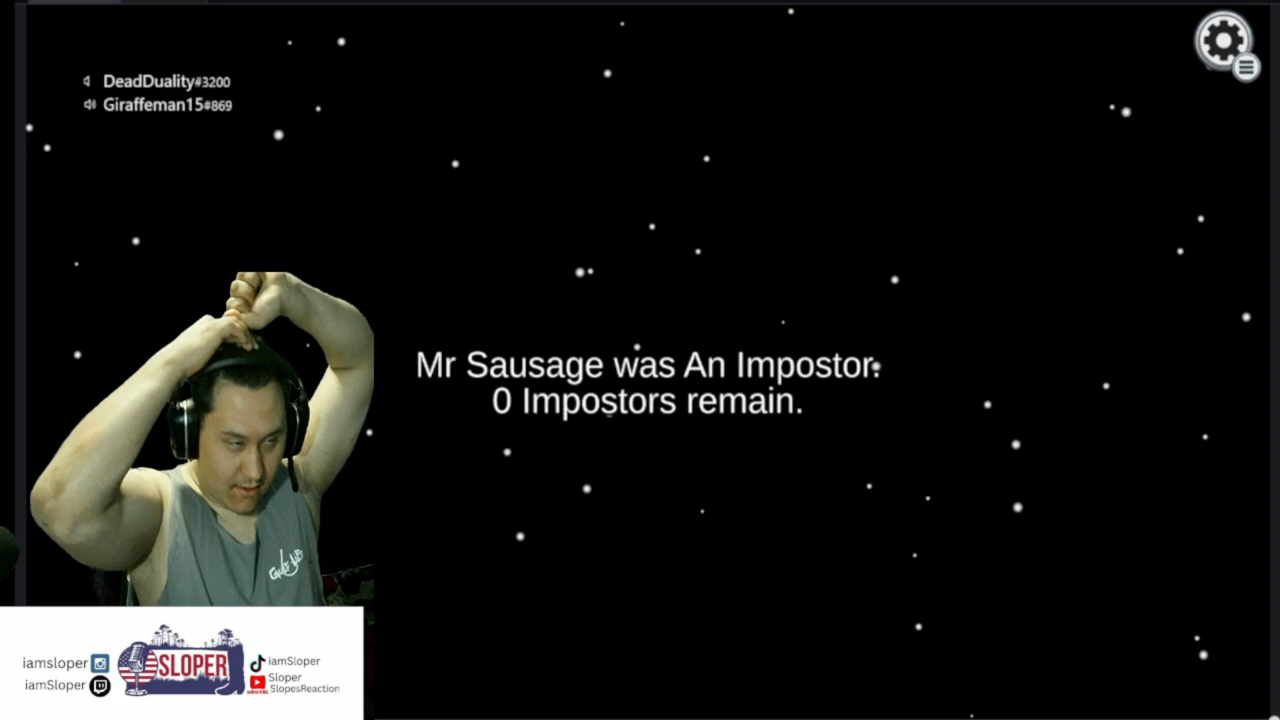 DeadDuality#3200
Giraffeman15#869
Mr Sausage was An Impostor.
0 Impostors remain.
iamsloper
iamSloper
SLOPER
iamSloper
Sloper
SlopesReaction